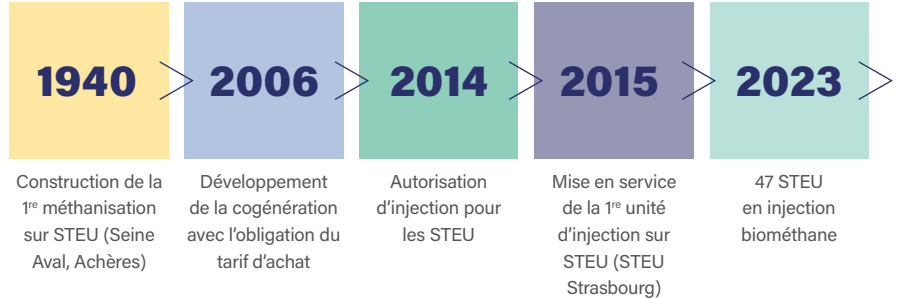 1940
2006
2014
2015
2023
Construction de la
1re méthanisation
sur STEU (Seine
Aval, Achères)
Développement
de la cogénération
avec l’obligation du
tarif d’achat
Autorisation
d’injection pour
les STEU
Mise en service
de la 1re unité
d’injection sur
STEU (STEU
Strasbourg)
47 STEU
en injection
biométhane